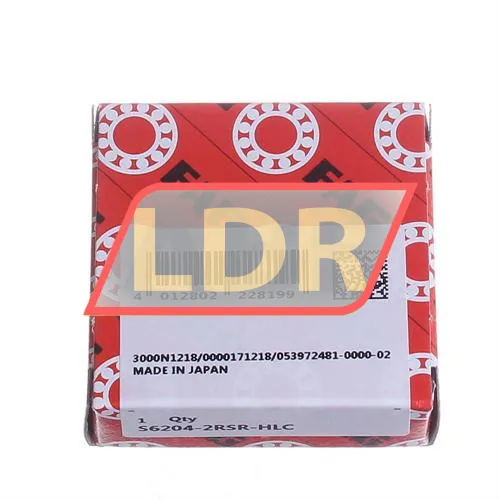 LDR
4 012802 228199
3000N1218/0000171218/053972481-0000-02
MADE IN JAPAN
1 Qty
S6204-2RSR-HLC